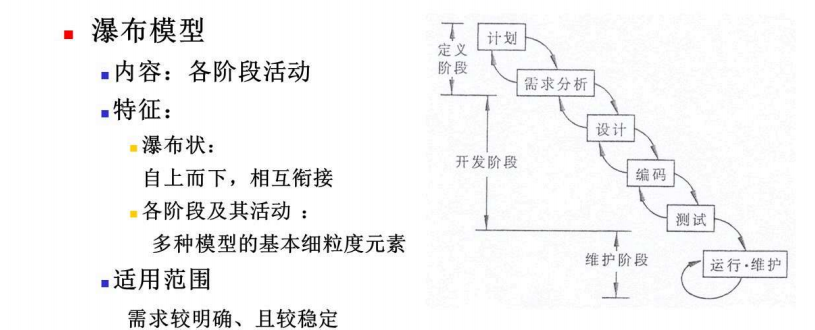 瀑布模型
内容：各阶段活动
特征：
瀑布状：
自上而下，相互衔接
各阶段及其活动 ：
多种模型的基本细粒度元素
适用范围
需求较明确、且较稳定
计划
定义
阶段
需求分析
设计
开发阶段
编码
测试
维护阶段
运行·维护